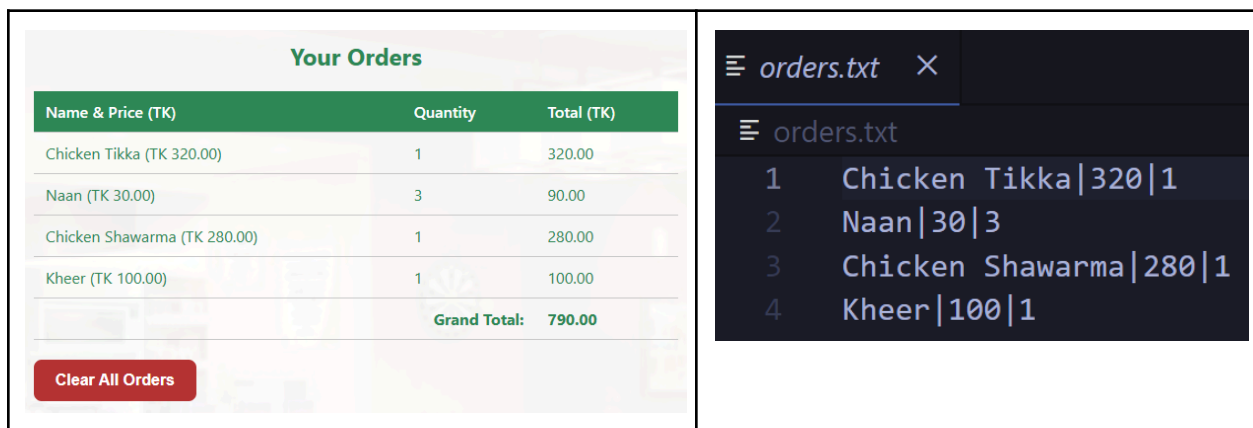 Your Orders
Name & Price (TK) Quantity Total (TK)
Chicken Tikka (TK 320.00) 1 320.00
Naan (TK 30.00) 3 90.00
Chicken Shawarma (TK 280.00) 1 280.00
Kheer (TK 100.00) 1 100.00
Grand Total: 790.00
Clear All Orders
orders.txt
orders.txt
1 Chicken Tikka|320|1
2 Naan|30|3
3 Chicken Shawarma|280|1
4 Kheer|100|1